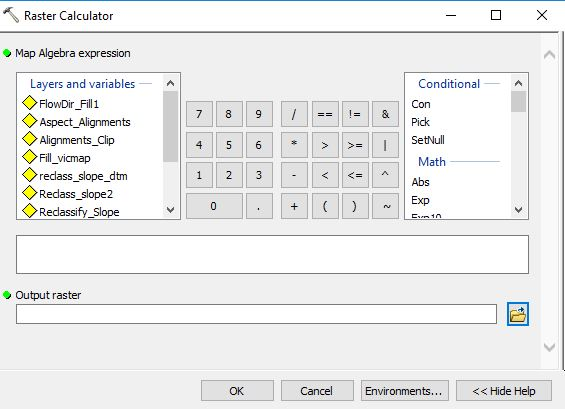 Raster Calculator
Map Algebra expression
Layers and variables
FlowDir_Fill1
Aspect_Alignments
Alignments_Clip
Fill_vicmap
reclass_slope_dtm
Reclass_slope2
Reclassify_Slope
7 8 9 / == != &
4 5 6 * > >= |
1 2 3 - < <= ^
0 . + ( ) ~
Conditional
Con
Pick
SetNull
Math
Abs
Exp
Exp10
Output raster
OK Cancel Environments... << Hide Help